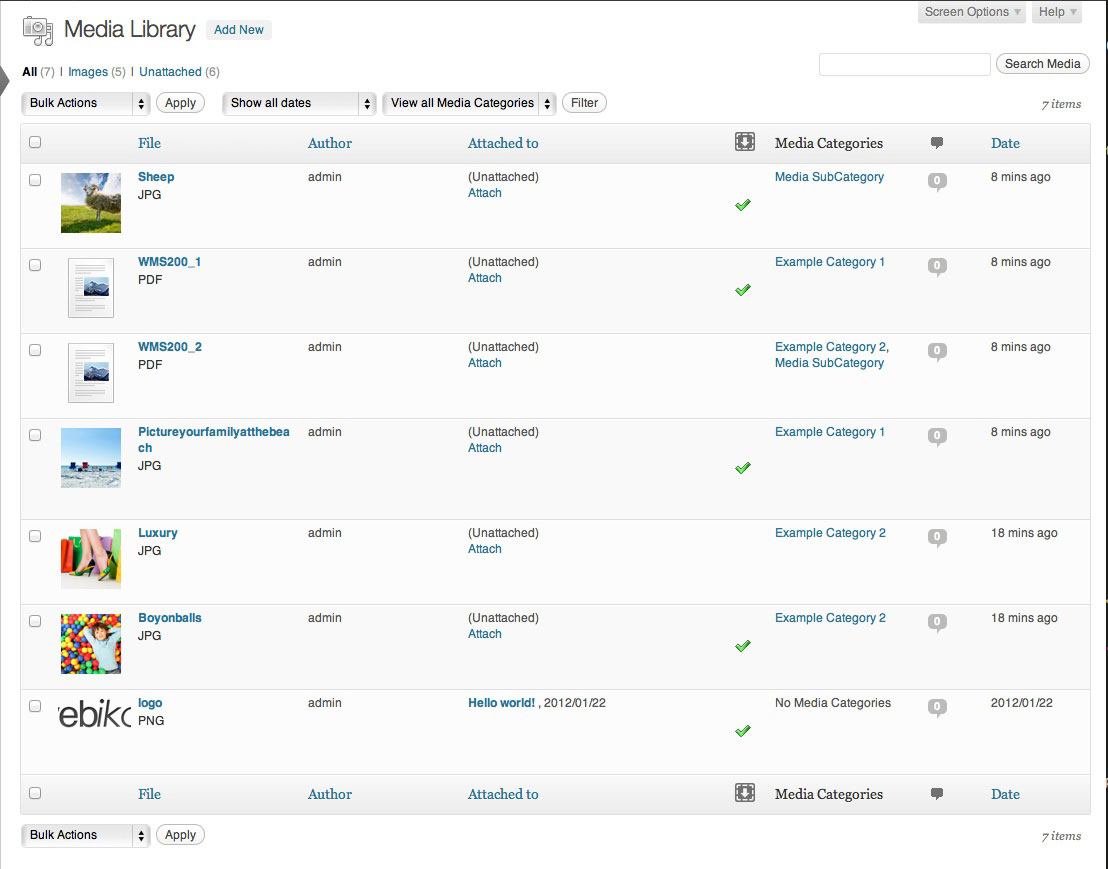 Screen Options Help
Media Library Add New
All (7) | Images (5) | Unattached (6)
Search Media
Bulk Actions Apply Show all dates View all Media Categories Filter 7 items
File Author Attached to Media Categories Date
Sheep admin (Unattached) Media SubCategory 0 8 mins ago
JPG Attach
WMS200_1 admin (Unattached) Example Category 1 0 8 mins ago
PDF Attach
WMS200_2 admin (Unattached) Example Category 2, 0 8 mins ago
PDF Attach Media SubCategory
Pictureyourfamilyatthebea admin (Unattached) Example Category 1 0 8 mins ago
ch Attach
JPG
Luxury admin (Unattached) Example Category 2 0 18 mins ago
JPG Attach
Boyonballs admin (Unattached) Example Category 2 0 18 mins ago
JPG Attach
logo admin Hello world! , 2012/01/22 No Media Categories 0 2012/01/22
ebik PNG
File Author Attached to Media Categories Date
Bulk Actions Apply 7 items